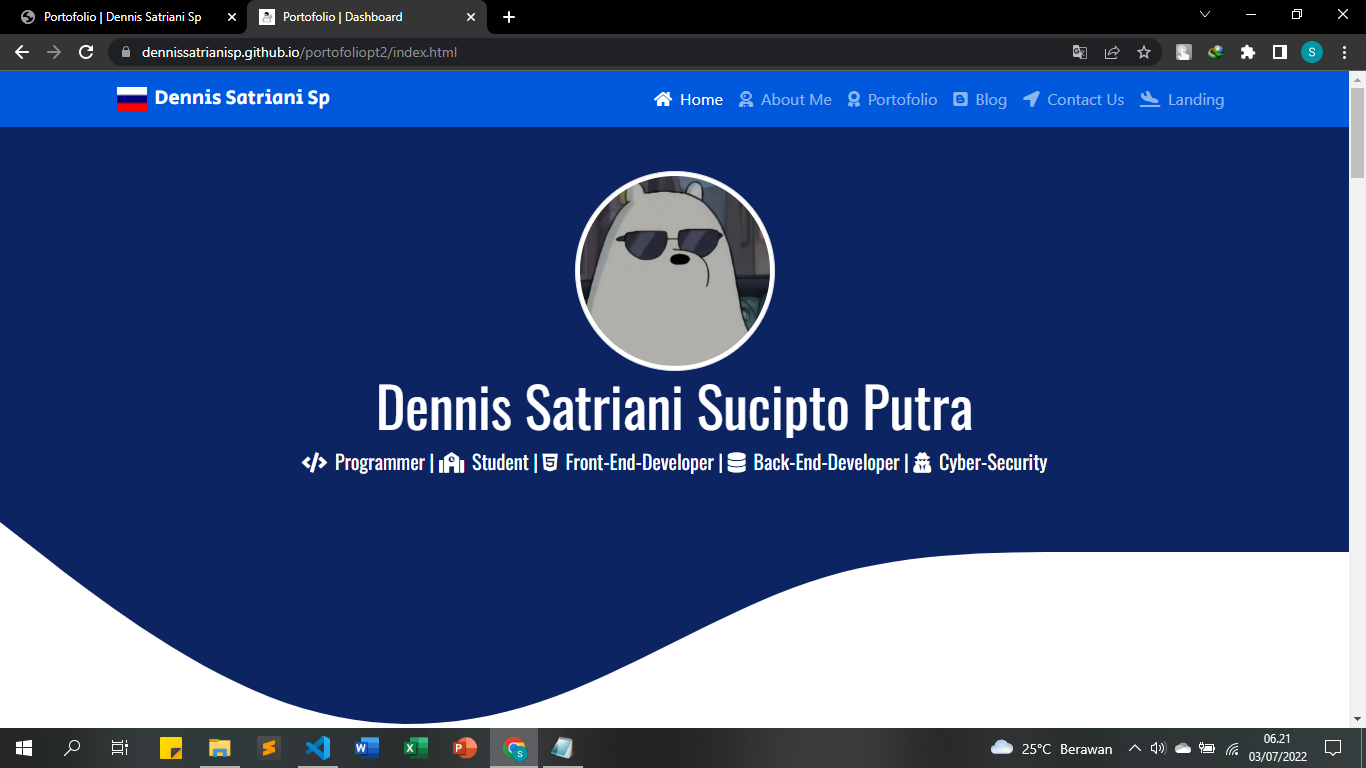 Portofolio | Dennis Satriani Sp
Portofolio | Dashboard
dennissatrianisp.github.io/portofoliopt2/index.html
S
Dennis Satriani Sp
Home About Me Portofolio Blog Contact Us Landing
Dennis Satriani Sucipto Putra
Programmer | Student | Front-End-Developer | Back-End-Developer | Cyber-Security
25°C Berawan
06.21
03/07/2022